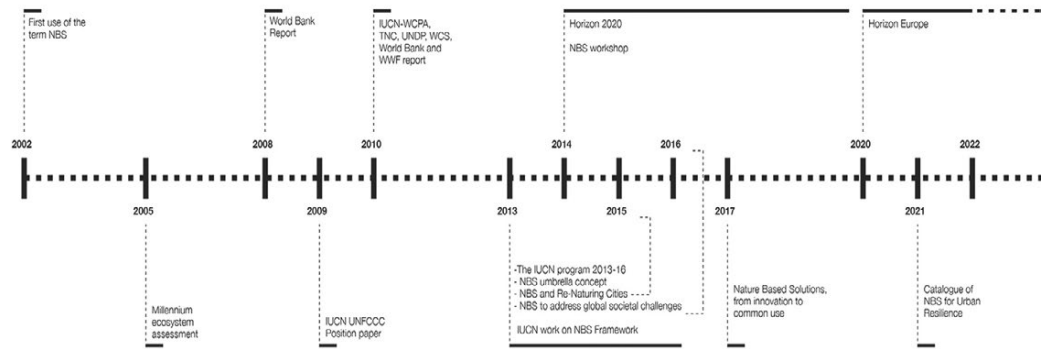 First use of the
term NBS
World Bank
Report
IUCN-WCPA,
TNC, UNDP, WCS,
World Bank and
WWF report
Horizon 2020
NBS workshop
Horizon Europe
2002
2008
2010
2014
2016
2020
2022
2005
2009
2013
2015
2017
2021
Millennium
ecosystem
assessment
IUCN UNFCCC
Position paper
-The IUCN program 2013-16
- NBS umbrella concept
- NBS and Re-Naturing Cities
- NBS to address global societal challenges
IUCN work on NBS Framework
Nature Based Solutions,
from innovation to
common use
Catalogue of
NBS for Urban
Resilience